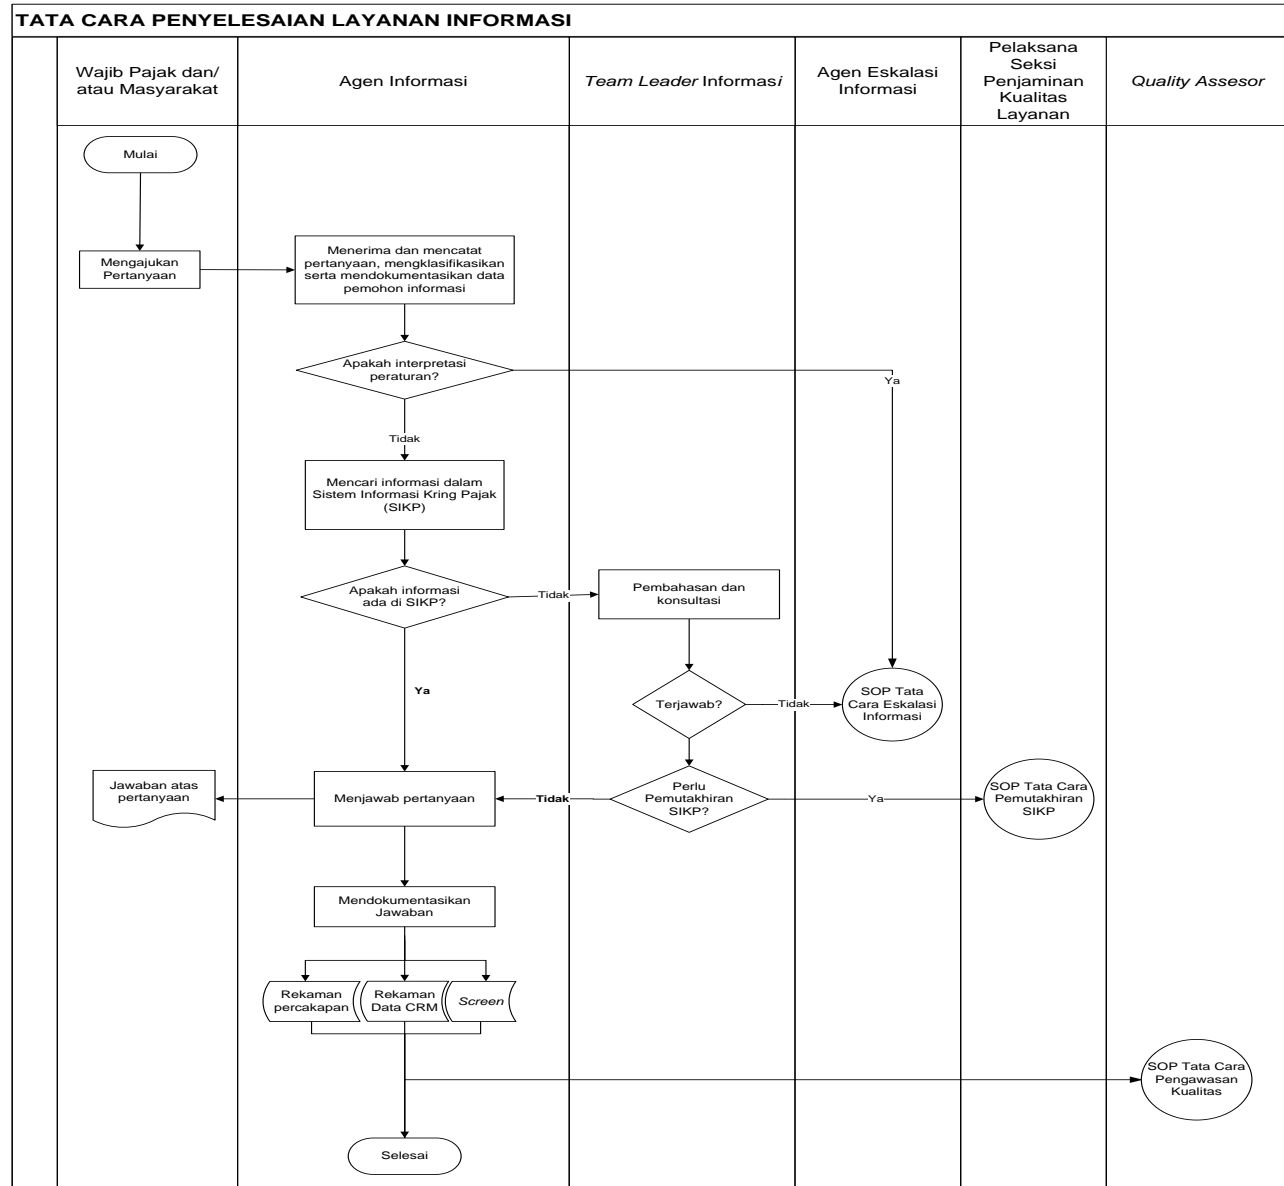 TATA CARA PENYELESAIAN LAYANAN INFORMASI
Wajib Pajak dan/
atau Masyarakat
Agen Informasi
Team Leader Informasi
Agen Eskalasi
Informasi
Pelaksana
Seksi
Penjaminan
Kualitas
Layanan
Quality Assesor
Mulai
Mengajukan
Pertanyaan
Menerima dan mencatat
pertanyaan, mengklasifikasikan
serta mendokumentasikan data
pemohon informasi
Apakah interpretasi
peraturan?
Ya
Tidak
Mencari informasi dalam
Sistem Informasi Kring Pajak
(SIKP)
Apakah informasi
ada di SIKP?
Tidak
Pembahasan dan
konsultasi
Ya
Terjawab?
Tidak
SOP Tata
Cara Eskalasi
Informasi
Jawaban atas
pertanyaan
Menjawab pertanyaan
Tidak
Perlu
Pemutakhiran
SIKP?
Ya
SOP Tata Cara
Pemutakhiran
SIKP
Mendokumentasikan
Jawaban
Rekaman
percakapan
Rekaman
Data CRM
Screen
SOP Tata Cara
Pengawasan
Kualitas
Selesai